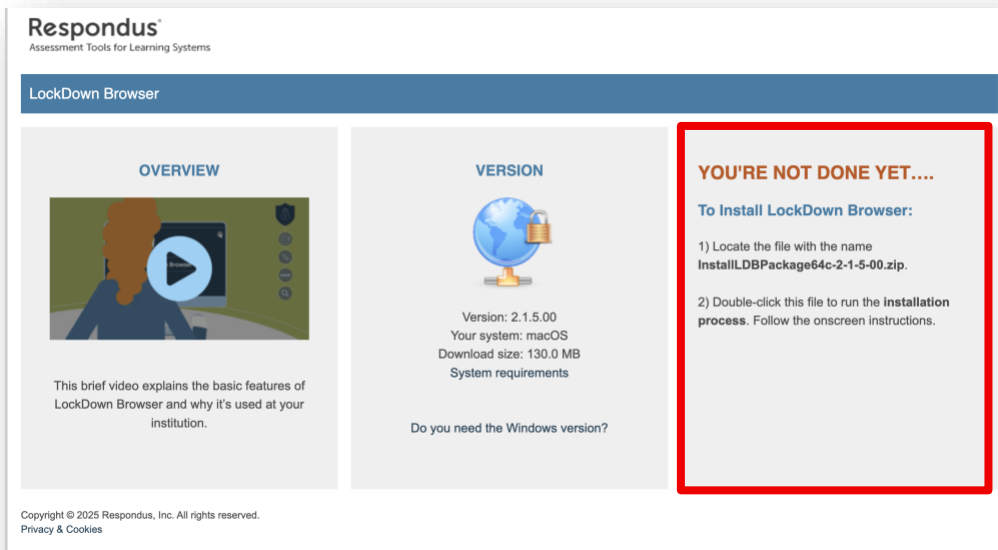 Respondus®
Assessment Tools for Learning Systems
LockDown Browser
OVERVIEW
This brief video explains the basic features of
LockDown Browser and why it's used at your
institution.
VERSION
Version: 2.1.5.00
Your system: macOS
Download size: 130.0 MB
System requirements
Do you need the Windows version?
YOU'RE NOT DONE YET....
To Install LockDown Browser:
1) Locate the file with the name
InstallLDBPackage64c-2-1-5-00.zip.
2) Double-click this file to run the installation
process. Follow the onscreen instructions.
Copyright © 2025 Respondus, Inc. All rights reserved.
Privacy & Cookies